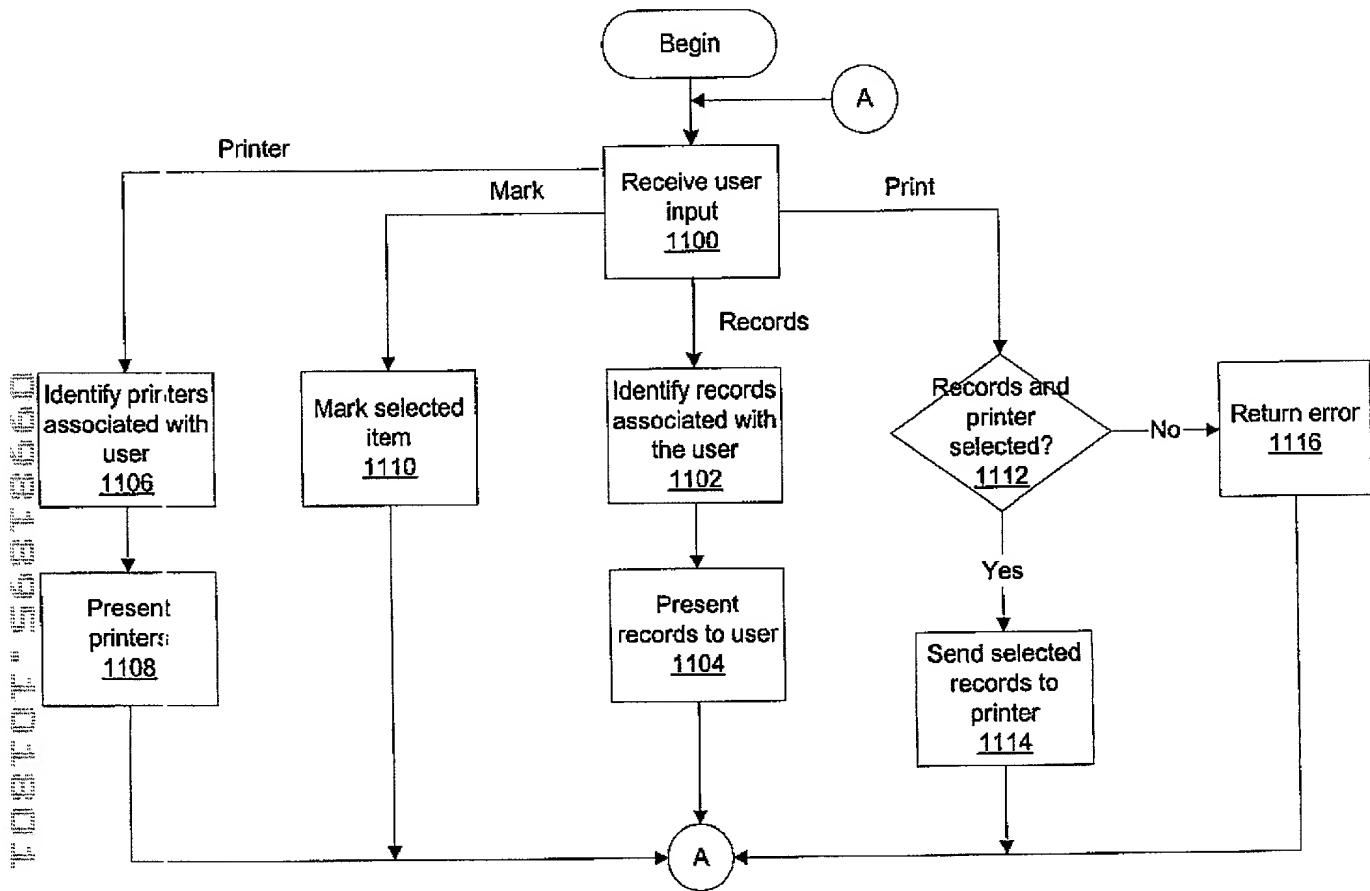 Begin
A
Printer
Mark
Receive user
input
1100
Print
Records
Identify printers
associated with
user
1106
Mark selected
item
1110
Identify records
associated with
the user
1102
Records and
printer
selected?
1112
No
Return error
1116
Present
printers
1108
Present
records to user
1104
Yes
Send selected
records to
printer
1114
A
09981895.101801